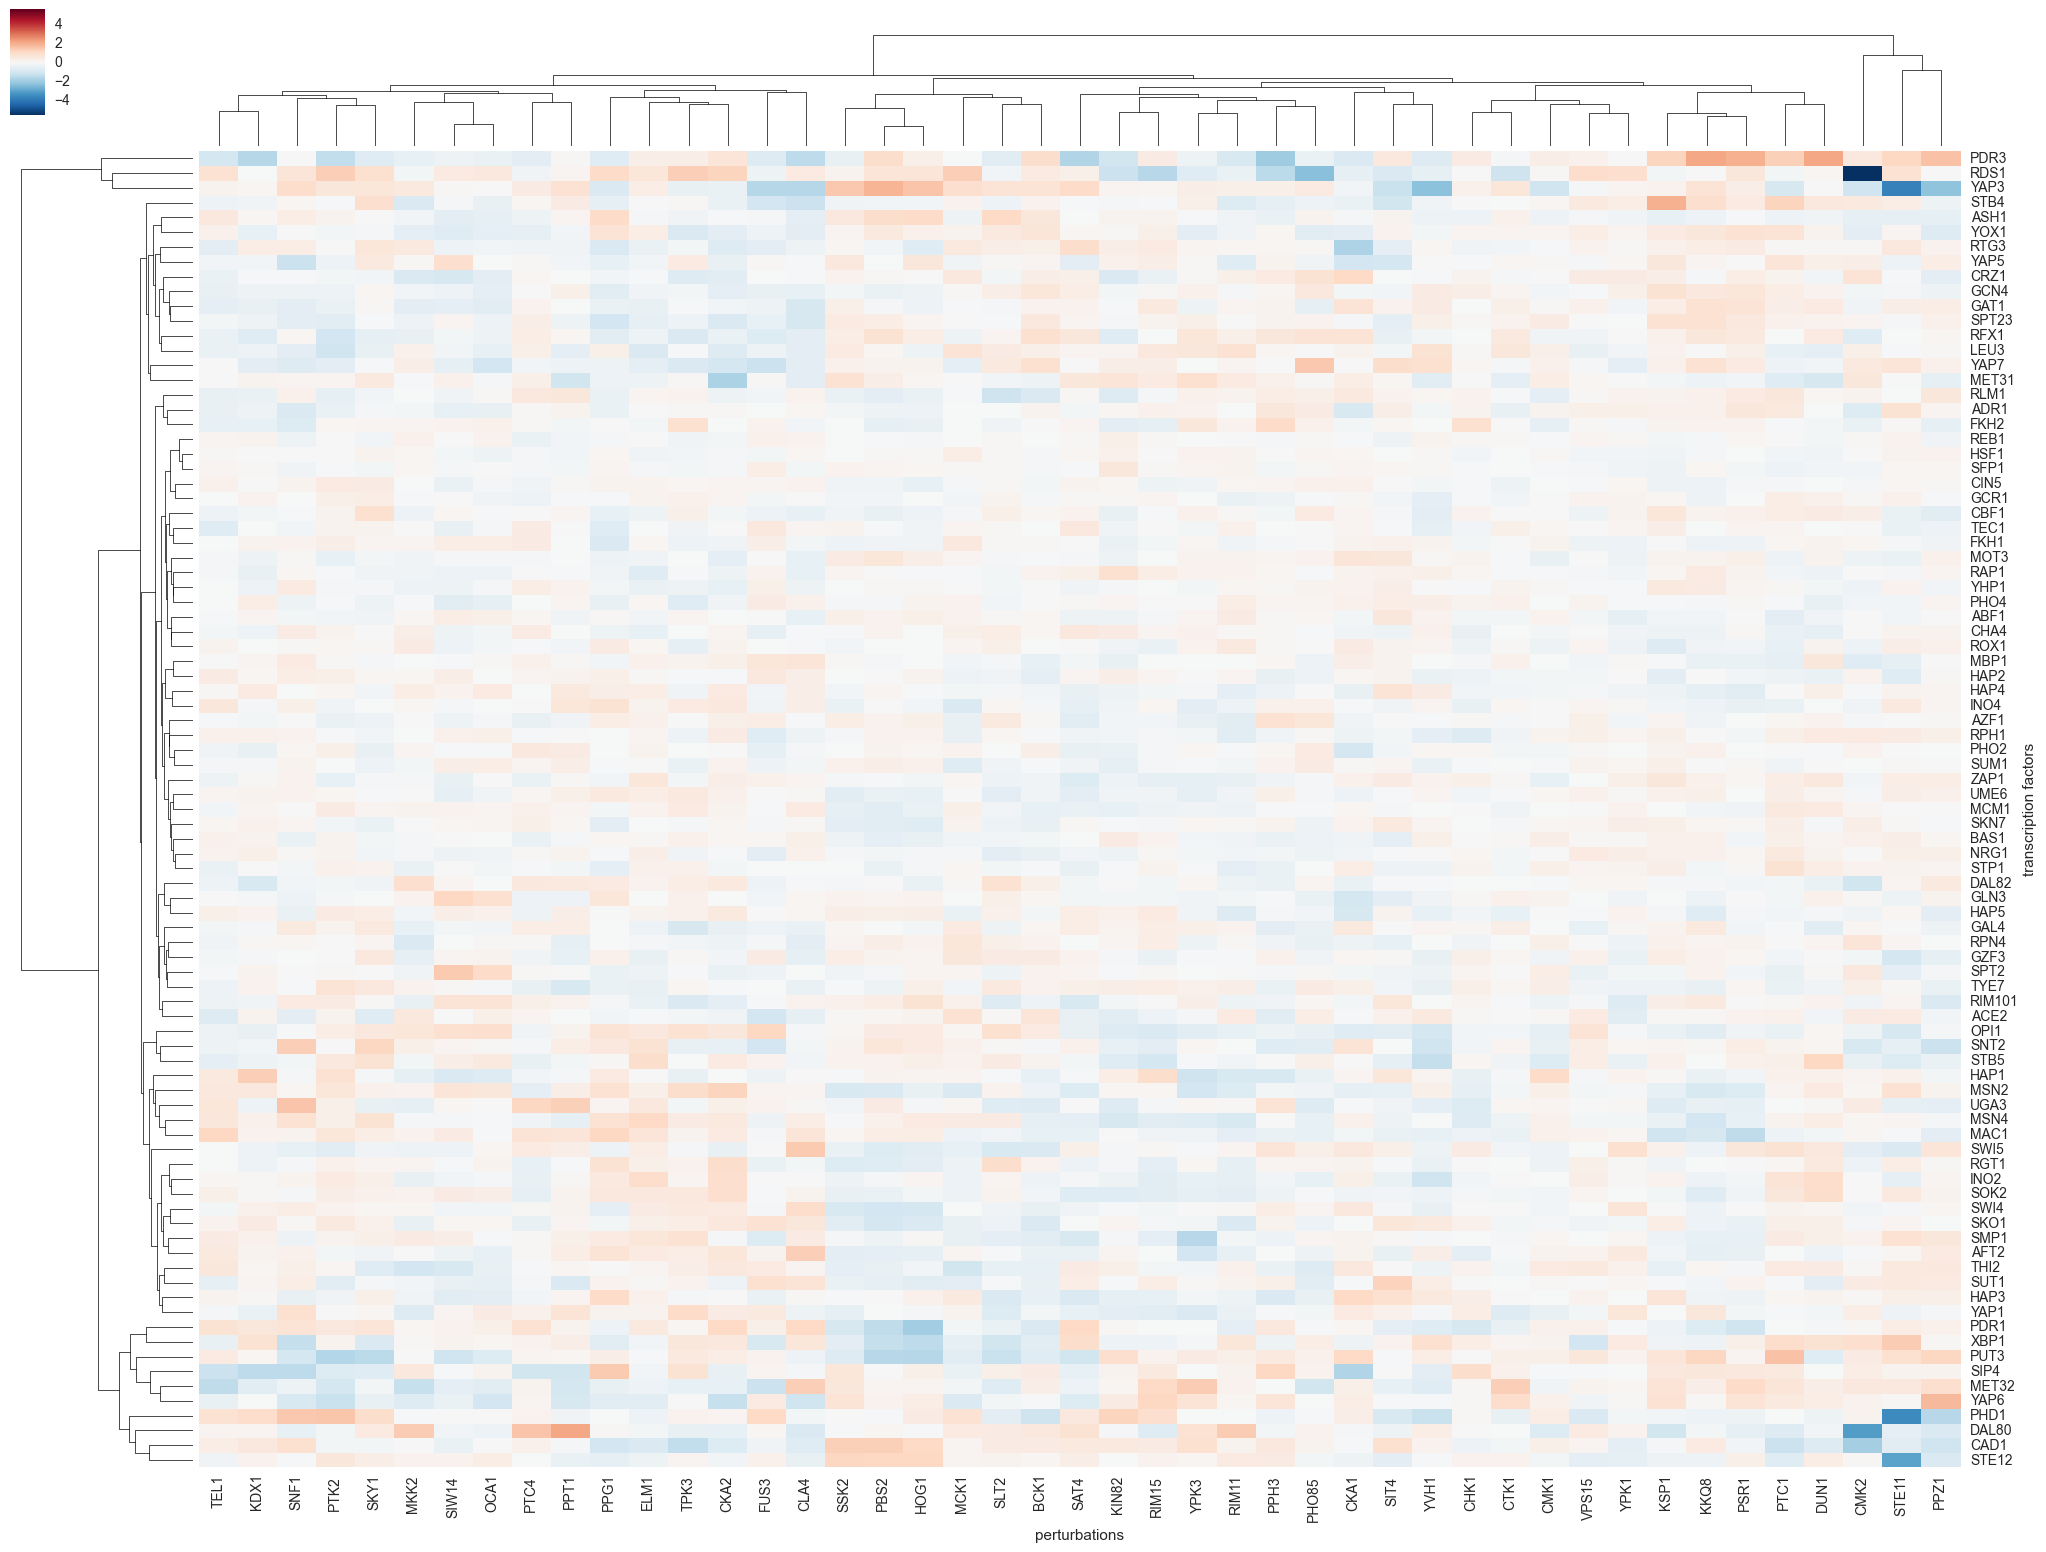 4
2
0
−2
−4
PDR3
RDS1
YAP3
STB4
ASH1
YOX1
RTG3
YAP5
CRZ1
GCN4
GAT1
SPT23
RFX1
LEU3
YAP7
MET31
RLM1
ADR1
FKH2
REB1
HSF1
SFP1
CIN5
GCR1
CBF1
TEC1
FKH1
MOT3
RAP1
YHP1
PHO4
ABF1
CHA4
ROX1
MBP1
HAP2
HAP4
INO4
AZF1
RPH1
PHO2
SUM1
ZAP1
UME6
MCM1
SKN7
BAS1
NRG1
STP1
DAL82
GLN3
HAP5
GAL4
RPN4
GZF3
SPT2
TYE7
RIM101
ACE2
OPI1
SNT2
STB5
HAP1
MSN2
UGA3
MSN4
MAC1
SWI5
RGT1
INO2
SOK2
SWI4
SKO1
SMP1
AFT2
THI2
SUT1
HAP3
YAP1
PDR1
XBP1
PUT3
SIP4
MET32
YAP6
PHD1
DAL80
CAD1
STE12
transcription factors
TEL1
KDX1
SNF1
PTK2
SKY1
MKK2
SIW14
OCA1
PTC4
PPT1
PPG1
ELM1
TPK3
CKA2
FUS3
CLA4
SSK2
PBS2
HOG1
MCK1
SLT2
BCK1
SAT4
KIN82
RIM15
YPK3
RIM11
PPH3
PHO85
CKA1
SIT4
YVH1
CHK1
CTK1
CMK1
VPS15
YPK1
KSP1
KKQ8
PSR1
PTC1
DUN1
CMK2
STE11
PPZ1
perturbations